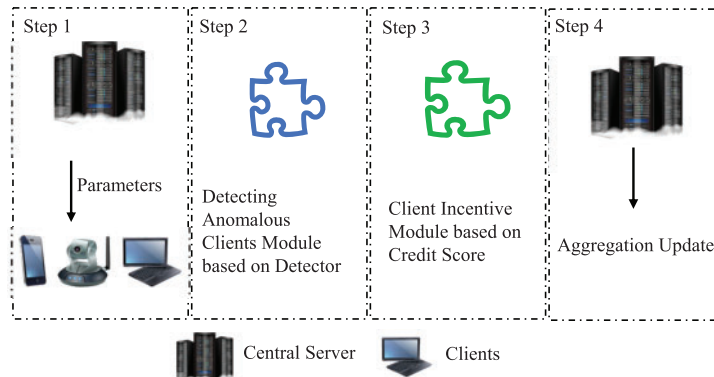 Step 1
Parameters
Step 2
Detecting
Anomalous
Clients Module
based on Detector
Step 3
Client Incentive
Module based on
Credit Score
Step 4
Aggregation Update
Central Server
Clients